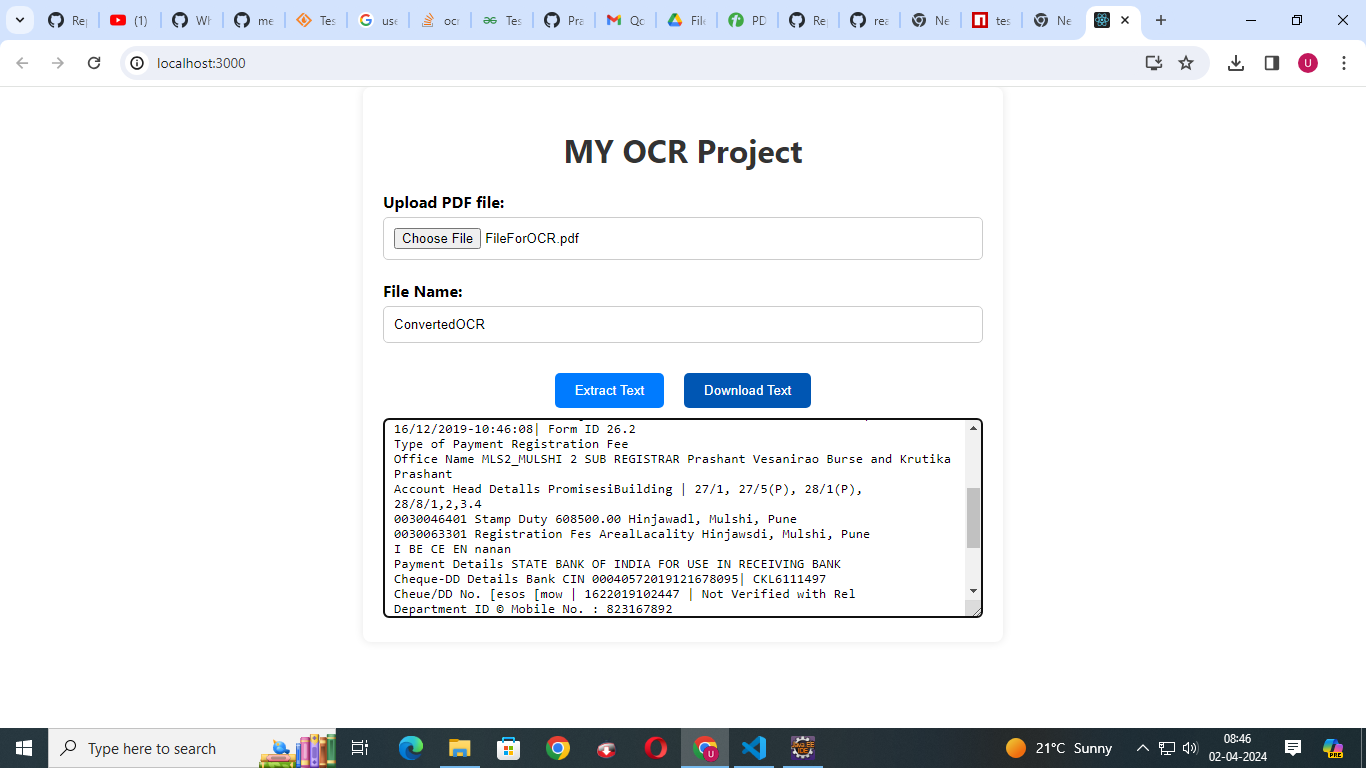 Rep
(1)
Wh
me
Tes
use
ocr
Tes
Pra
Qc
File
PD
Rep
rea
Ne
tes
Ne
localhost:3000
U
MY OCR Project
Upload PDF file:
Choose File FileForOCR.pdf
File Name:
ConvertedOCR
Extract Text Download Text
16/12/2019-10:46:08| Form ID 26.2
Type of Payment Registration Fee
Office Name MLS2_MULSHI 2 SUB REGISTRAR Prashant Vesanirao Burse and Krutika
Prashant
Account Head Detalls PromisesiBuilding | 27/1, 27/5(P), 28/1(P),
28/8/1,2,3.4
0030046401 Stamp Duty 608500.00 Hinjawadl, Mulshi, Pune
0030063301 Registration Fes ArealLacality Hinjawsdi, Mulshi, Pune
I BE CE EN nanan
Payment Details STATE BANK OF INDIA FOR USE IN RECEIVING BANK
Cheque-DD Details Bank CIN 00040572019121678095| CKL6111497
Cheue/DD No. [esos [mow | 1622019102447 | Not Verified with Rel
Department ID © Mobile No. : 823167892
Type here to search
21°C Sunny
08:46
02-04-2024
PRE